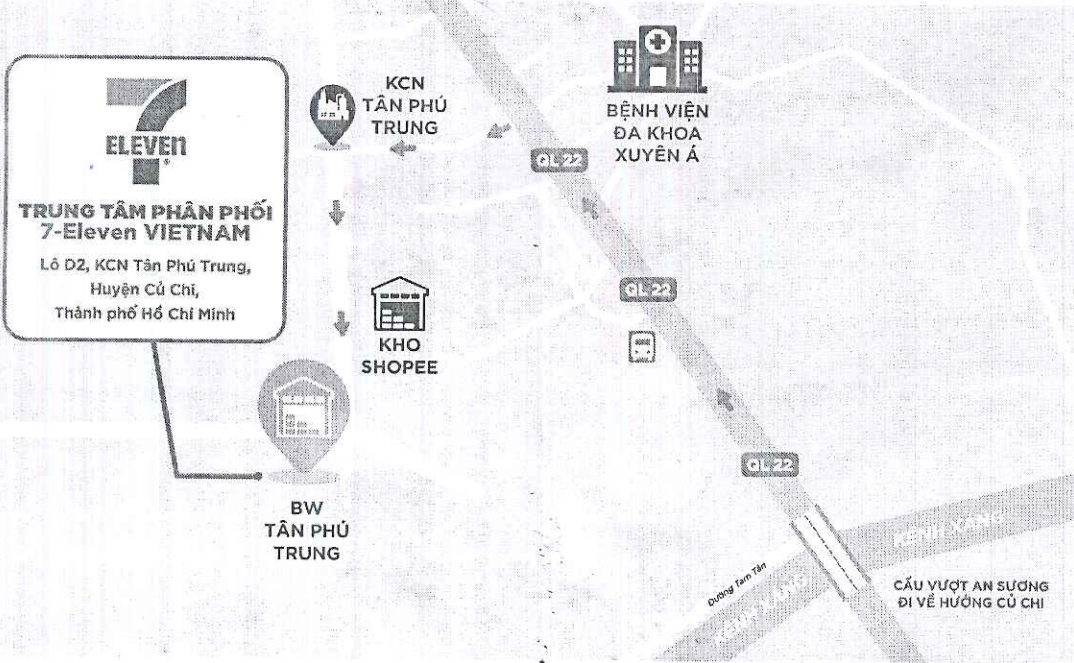 7
ELEVEn
®
TRUNG TÂM PHÂN PHỐI
7-Eleven VIETNAM
Lô D2, KCN Tân Phú Trung,
Huyện Củ Chi,
Thành phố Hồ Chí Minh
KCN
TÂN PHÚ
TRUNG
BỆNH VIỆN
ĐA KHOA
XUYÊN Á
QL 22
QL 22
KHO
SHOPEE
QL 22
BW
TÂN PHÚ
TRUNG
KÊNH XÁNG
Đường Tam Tân
KÊNH XÁNG
CẦU VƯỢT AN SƯƠNG
ĐI VỀ HƯỚNG CỦ CHI